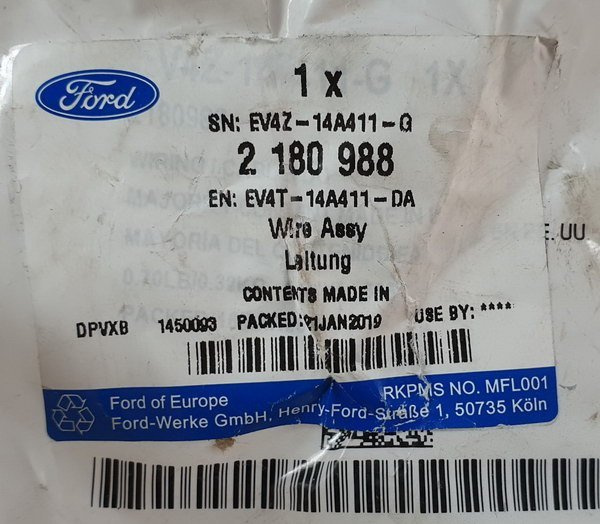 Ford
1 x
SN: EV4Z-14A411-G
2 180 988
EN: EV4T-14A411-DA
Wire Assy
Leitung
CONTENTS MADE IN
DPVXB 1450093 PACKED: 21JAN2019 USE BY: ****
RKPMS NO. MFL001
Ford of Europe
Ford-Werke GmbH, Henry-Ford-Straße 1, 50735 Köln